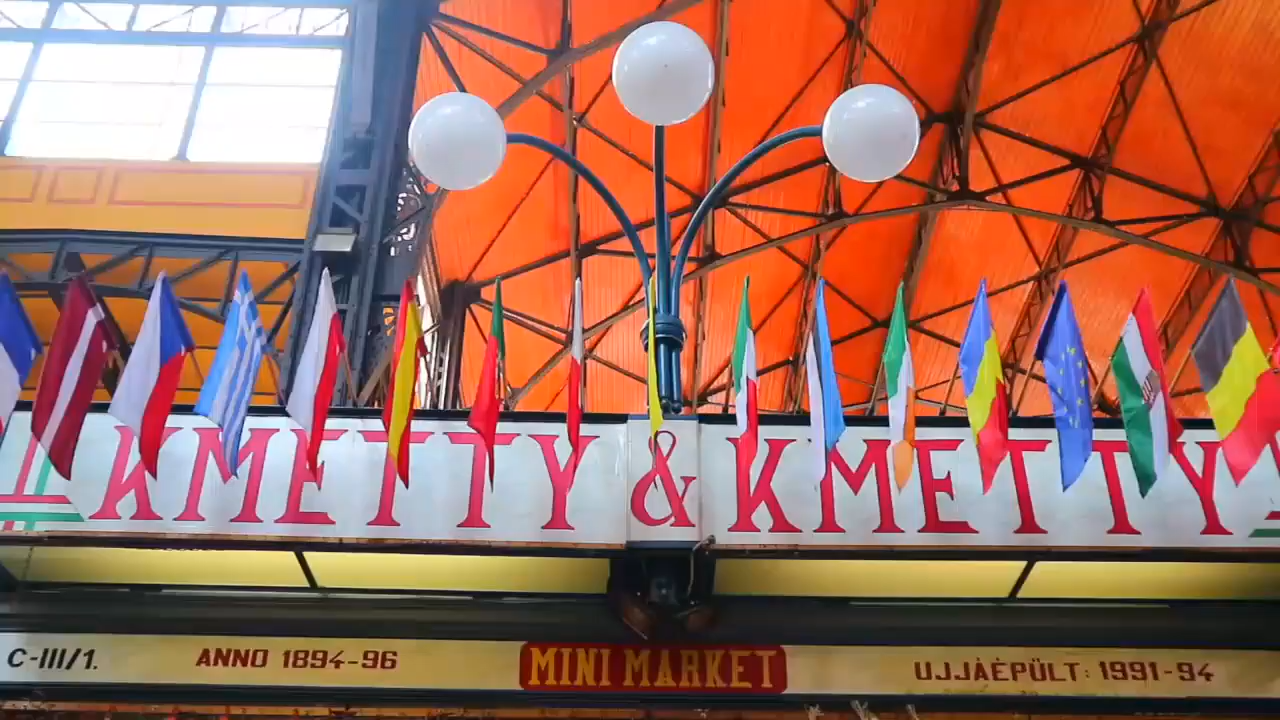 KMETTY & KMETTY
C-III/1. ANNO 1894-96 MINI MARKET UJJÁÉPÜLT: 1991-94